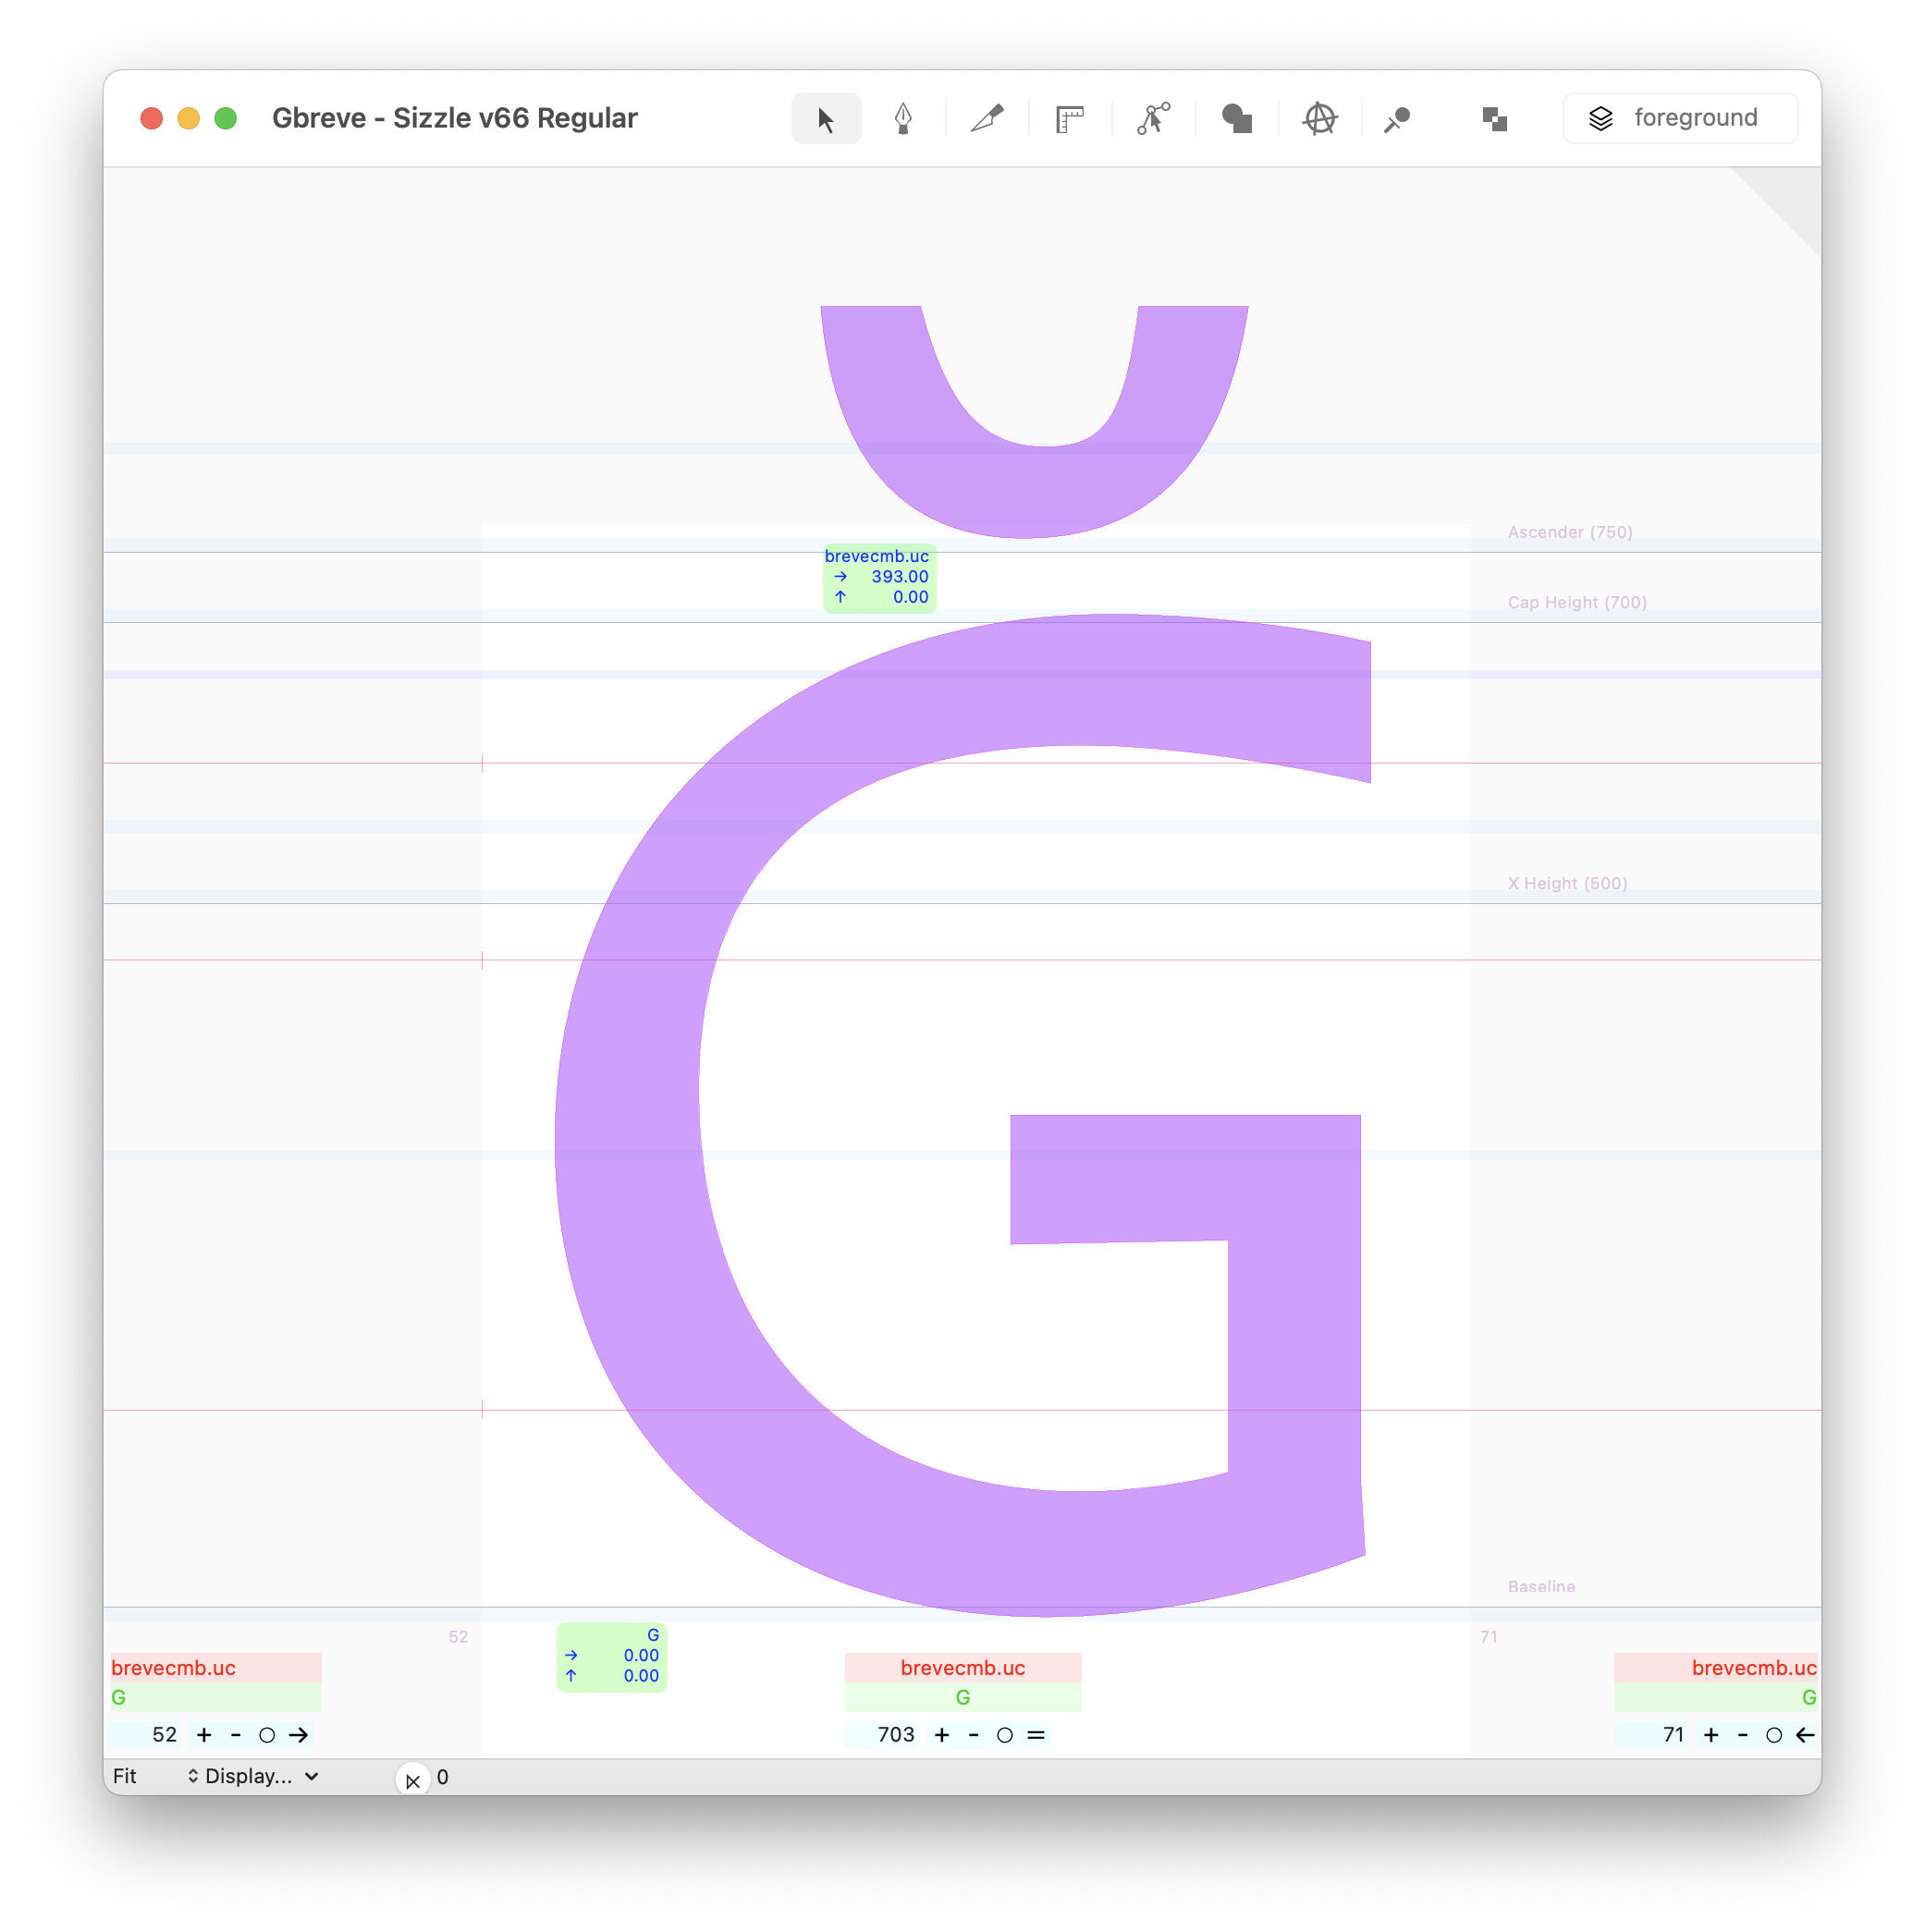 Gbreve - Sizzle v66 Regular
foreground
Ascender (750)
brevecmb.uc
→ 393.00
↑ 0.00
Cap Height (700)
X Height (500)
G
Baseline
52
G
→ 0.00
↑ 0.00
71
brevecmb.uc
brevecmb.uc
brevecmb.uc
G
G
G
52 + - ○ →
703 + - ○ =
71 + - ○ ←
Fit
Display...
0